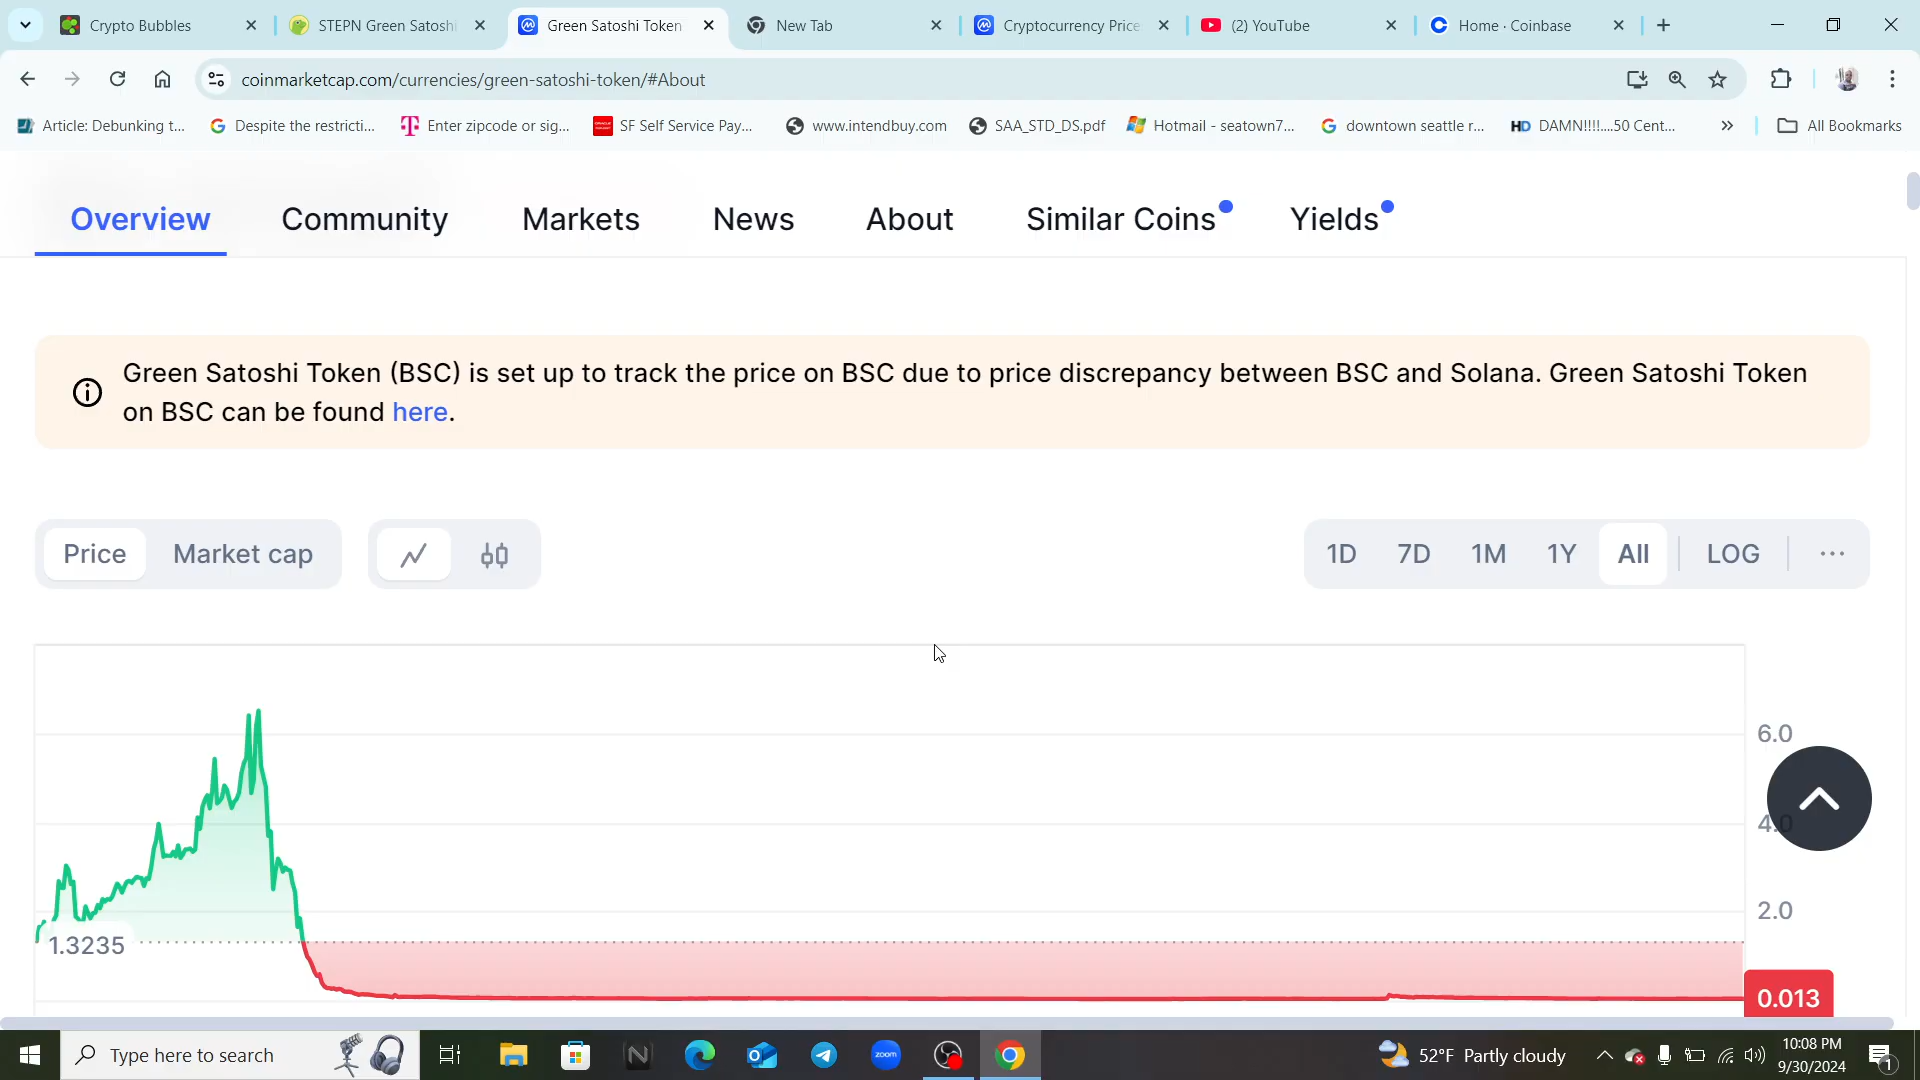 Crypto Bubbles
STEPN Green Satoshi
Green Satoshi Token
New Tab
Cryptocurrency Price
(2) YouTube
Home · Coinbase
coinmarketcap.com/currencies/green-satoshi-token/#About
Article: Debunking t...
Despite the restricti...
Enter zipcode or sig...
SF Self Service Pay...
www.intendbuy.com
SAA_STD_DS.pdf
Hotmail - seatown7...
downtown seattle r...
HD DAMN!!!!....50 Cent...
All Bookmarks
Overview
Community
Markets
News
About
Similar Coins
Yields
Green Satoshi Token (BSC) is set up to track the price on BSC due to price discrepancy between BSC and Solana. Green Satoshi Token
on BSC can be found here.
Price
Market cap
1D
7D
1M
1Y
All
LOG
6.0
4.0
2.0
1.3235
0.013
Type here to search
zoom
52°F Partly cloudy
10:08 PM
9/30/2024
1